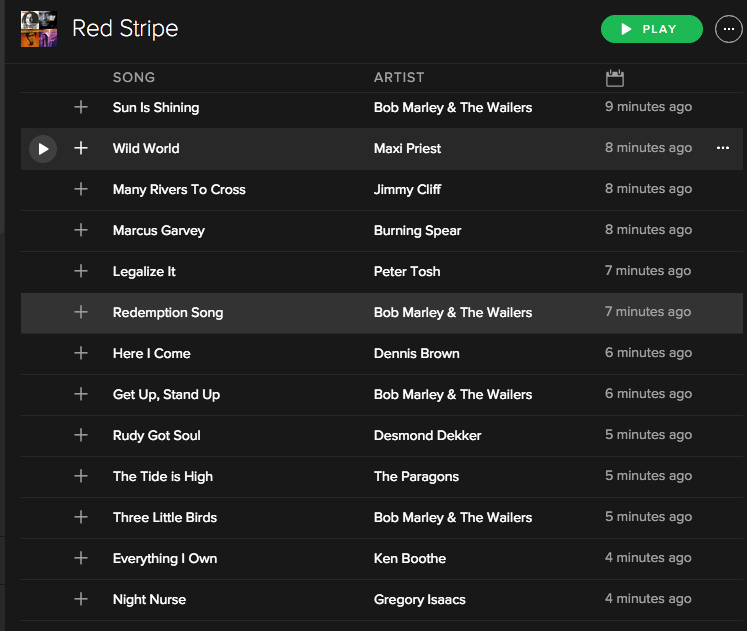 Red Stripe
PLAY
SONG ARTIST
Sun Is Shining Bob Marley & The Wailers 9 minutes ago
Wild World Maxi Priest 8 minutes ago
Many Rivers To Cross Jimmy Cliff 8 minutes ago
Marcus Garvey Burning Spear 8 minutes ago
Legalize It Peter Tosh 7 minutes ago
Redemption Song Bob Marley & The Wailers 7 minutes ago
Here I Come Dennis Brown 6 minutes ago
Get Up, Stand Up Bob Marley & The Wailers 6 minutes ago
Rudy Got Soul Desmond Dekker 5 minutes ago
The Tide is High The Paragons 5 minutes ago
Three Little Birds Bob Marley & The Wailers 5 minutes ago
Everything I Own Ken Boothe 4 minutes ago
Night Nurse Gregory Isaacs 4 minutes ago